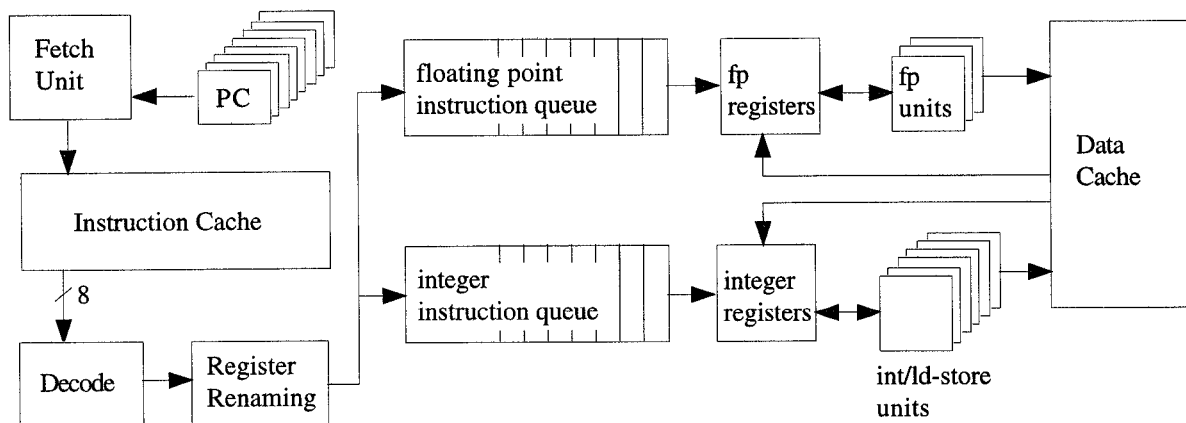 Fetch
Unit
PC
floating point
instruction queue
fp
registers
fp
units
Data
Cache
Instruction Cache
8
integer
instruction queue
integer
registers
Decode
Register
Renaming
int/ld-store
units